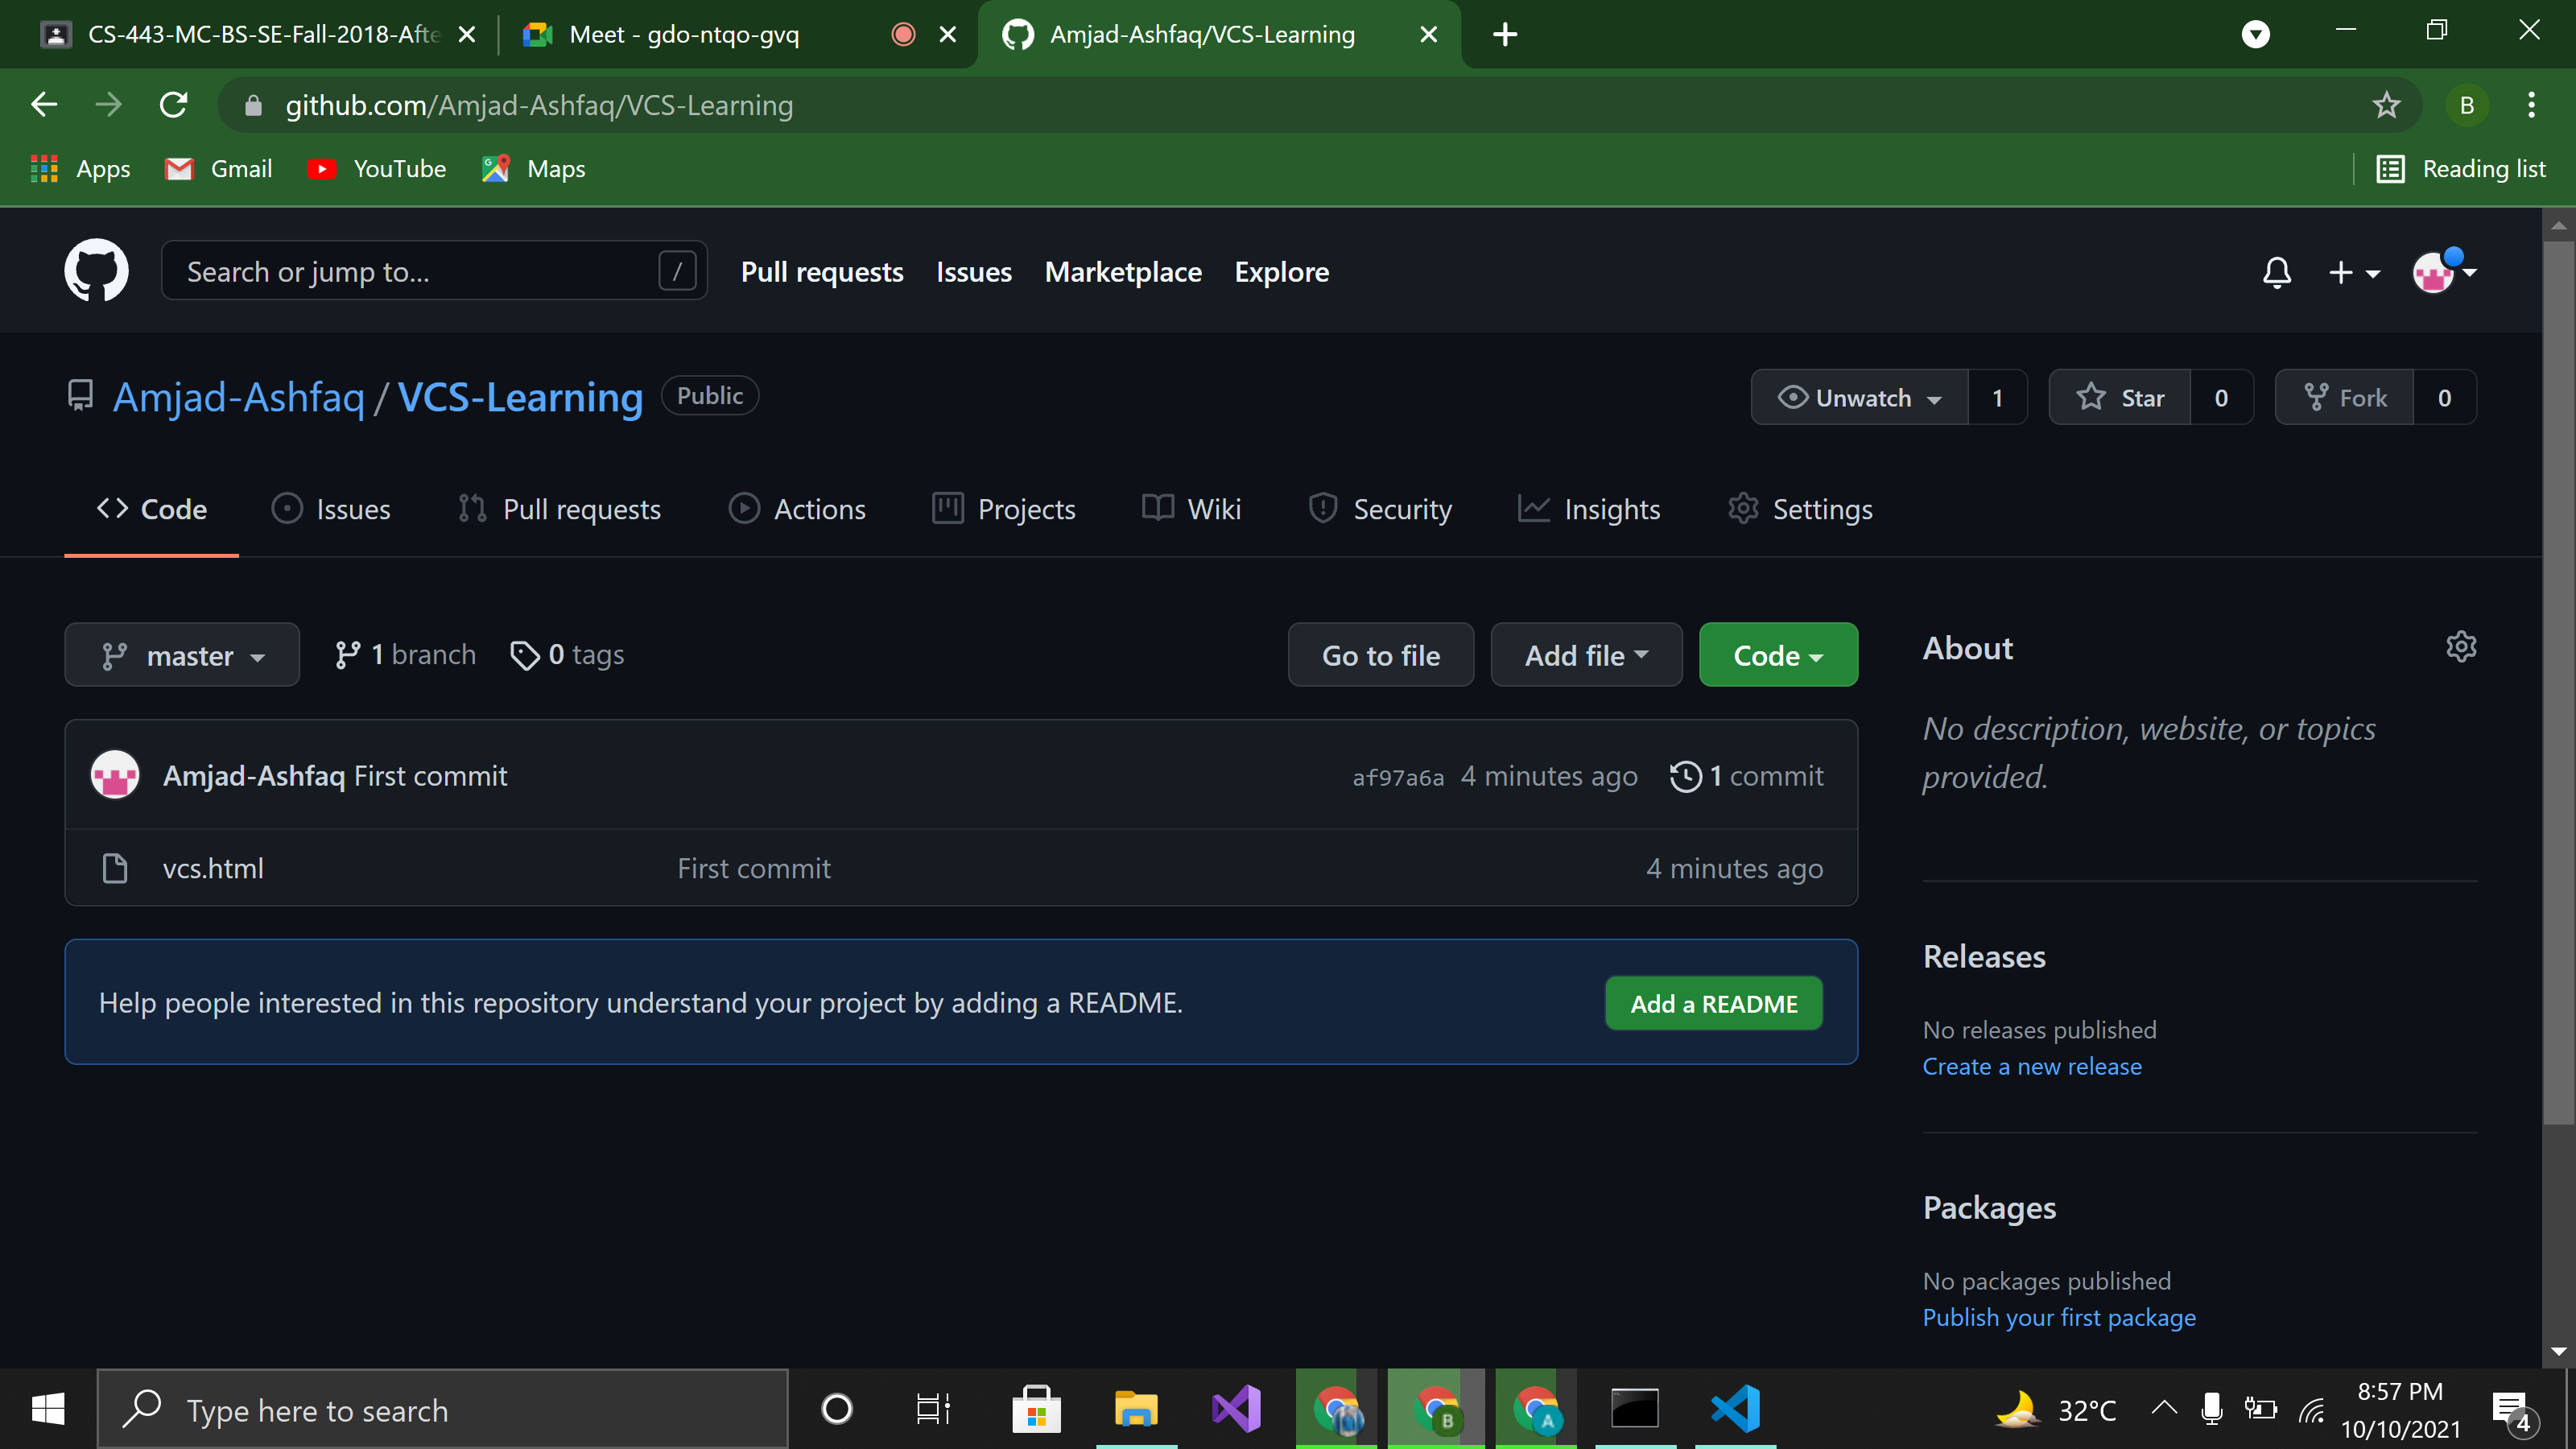 CS-443-MC-BS-SE-Fall-2018-Afte
Meet - gdo-ntqo-gvq
Amjad-Ashfaq/VCS-Learning
github.com/Amjad-Ashfaq/VCS-Learning
B
Apps
Gmail
YouTube
Maps
Reading list
Search or jump to...
/
Pull requests
Issues
Marketplace
Explore
Amjad-Ashfaq / VCS-Learning Public
Unwatch 1
Star 0
Fork 0
Code
Issues
Pull requests
Actions
Projects
Wiki
Security
Insights
Settings
master
1 branch
0 tags
Go to file
Add file
Code
Amjad-Ashfaq First commit
af97a6a 4 minutes ago
1 commit
vcs.html
First commit
4 minutes ago
Help people interested in this repository understand your project by adding a README.
Add a README
About
No description, website, or topics
provided.
Releases
No releases published
Create a new release
Packages
No packages published
Publish your first package
Type here to search
B
A
32°C
8:57 PM
10/10/2021
4